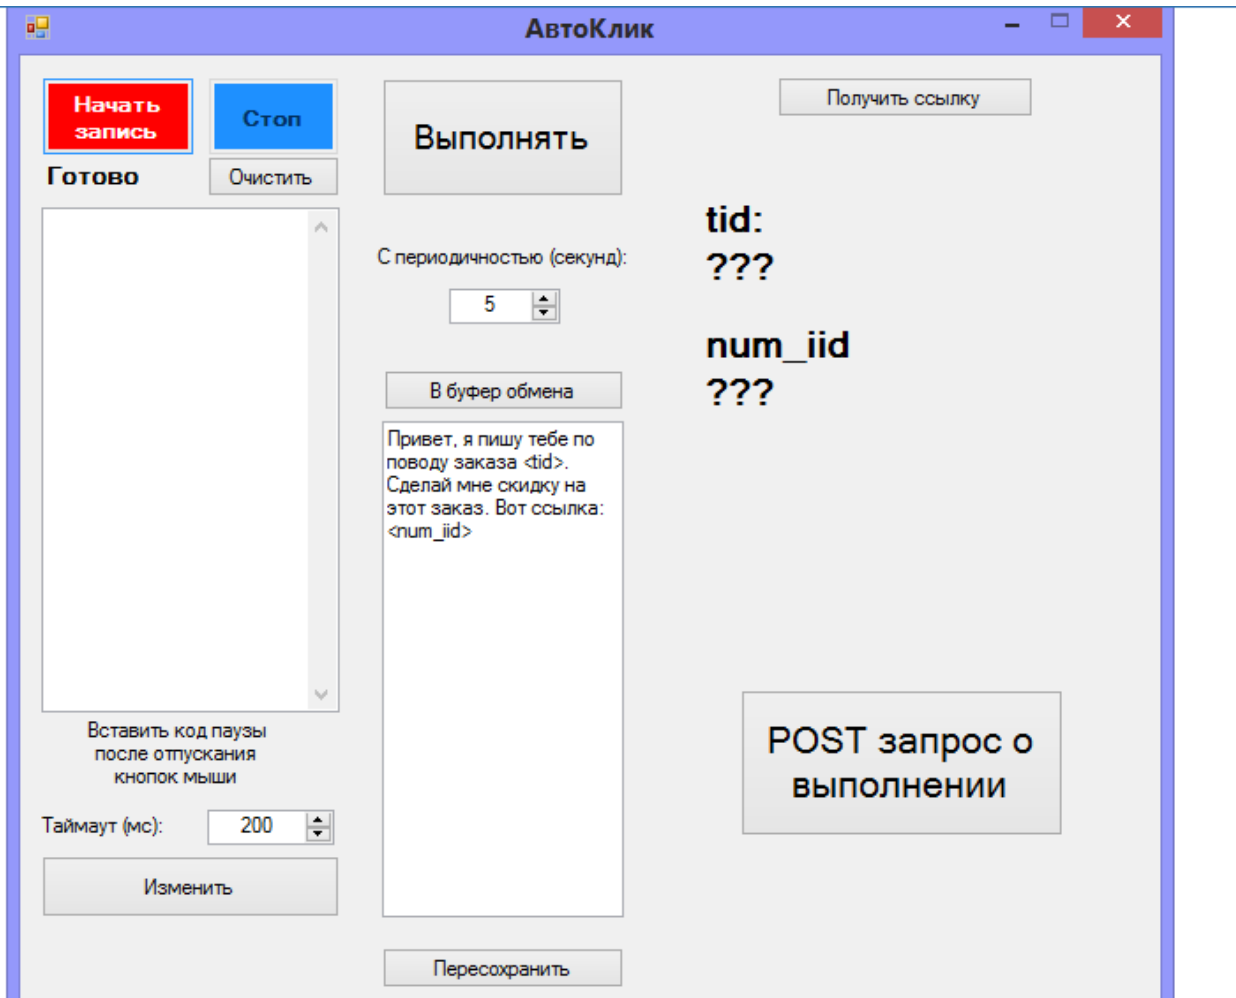 АвтоКлик
Начать
запись
Стоп
Готово
Очистить
Вставить код паузы
после отпускания
кнопок мыши
Таймаут (мс):
200
Изменить
Выполнять
С периодичностью (секунд):
5
В буфер обмена
Привет, я пишу тебе по
поводу заказа <tid>.
Сделай мне скидку на
этот заказ. Вот ссылка:
<num_iid>
Пересохранить
Получить ссылку
tid:
???
num_iid
???
POST запрос о
выполнении